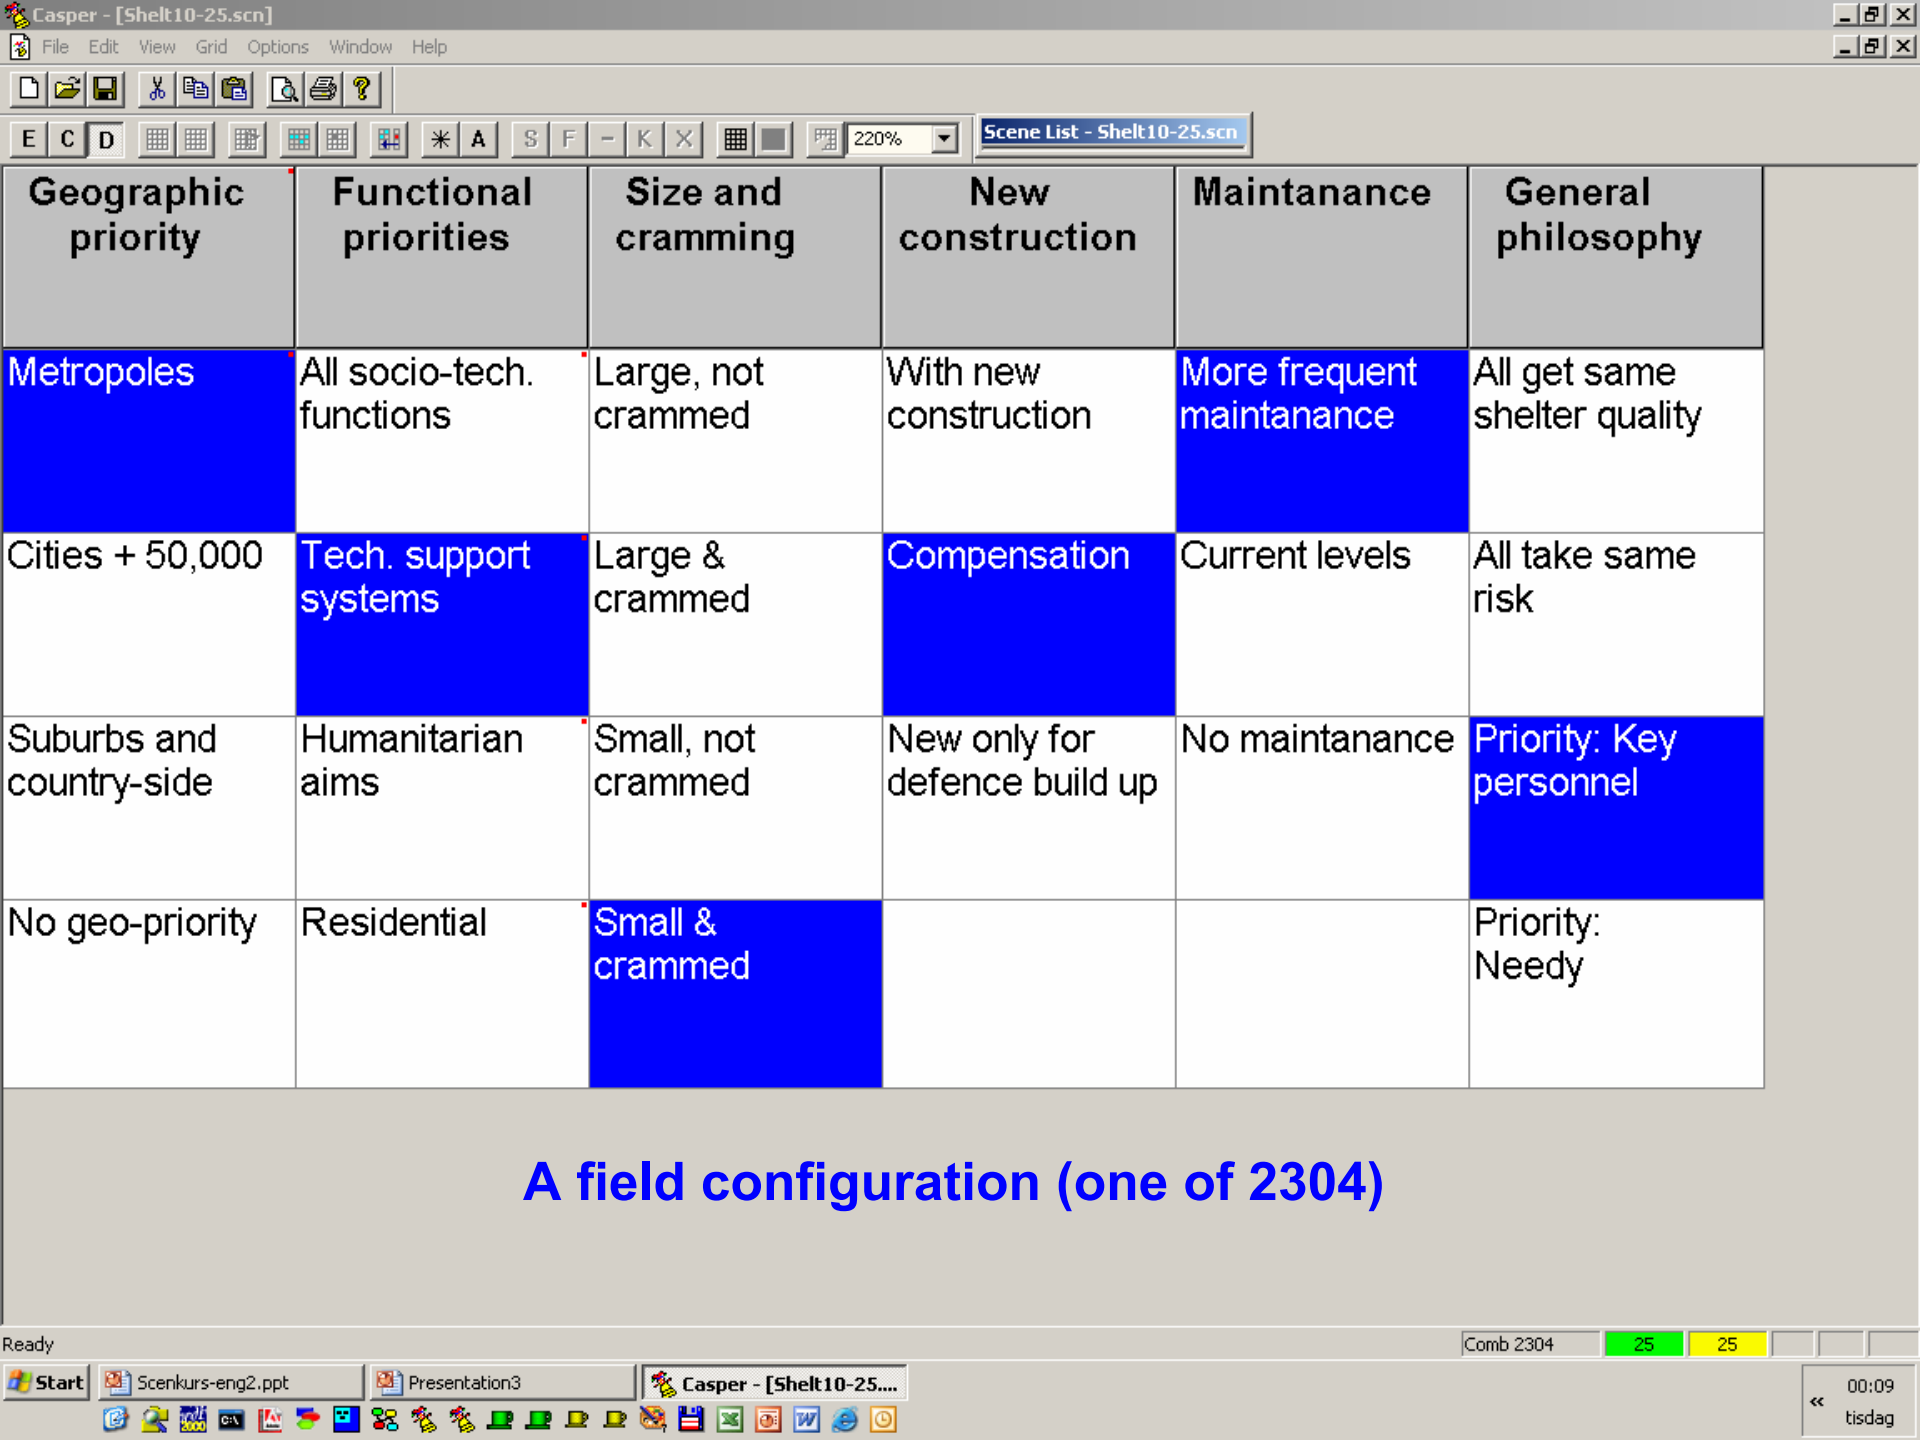 Casper - [Shelt10-25.scn]
File Edit View Grid Options Window Help
E C D A S F - K X 220% Scene List - Shelt10-25.scn
Geographic priority
Functional priorities
Size and cramming
New construction
Maintanance
General philosophy
Metropoles
All socio-tech. functions
Large, not crammed
With new construction
More frequent maintanance
All get same shelter quality
Cities + 50,000
Tech. support systems
Large & crammed
Compensation
Current levels
All take same risk
Suburbs and country-side
Humanitarian aims
Small, not crammed
New only for defence build up
No maintanance
Priority: Key personnel
No geo-priority
Residential
Small & crammed
Priority: Needy
A field configuration (one of 2304)
Ready Comb 2304 25 25
Start Scenkurs-eng2.ppt Presentation3 Casper - [Shelt10-25.... « 00:09
tisdag